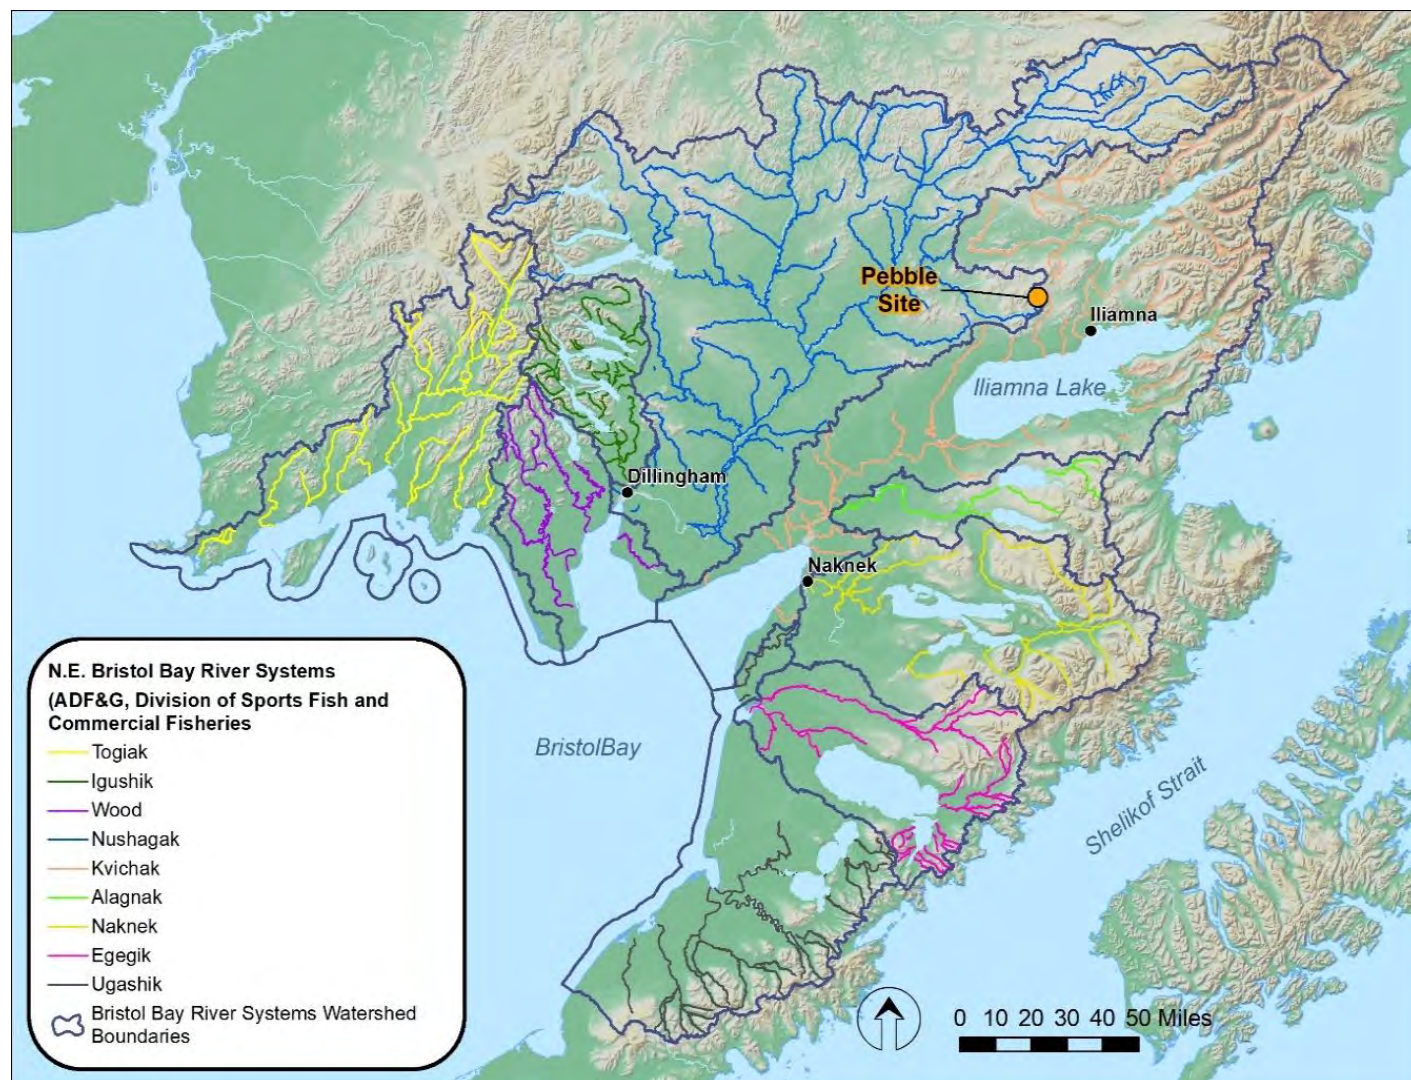 Pebble
Site
Iliamna
Iliamna Lake
Dillingham
Naknek
BristolBay
Shelikof Strait
N.E. Bristol Bay River Systems
(ADF&G, Division of Sports Fish and
Commercial Fisheries
Togiak
Igushik
Wood
Nushagak
Kvichak
Alagnak
Naknek
Egegik
Ugashik
Bristol Bay River Systems Watershed
Boundaries
0 10 20 30 40 50 Miles